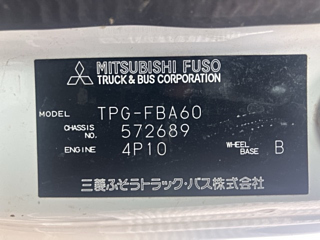 MITSUBISHI FUSO
TRUCK & BUS CORPORATION
MODEL TPG-FBA60
CHASSIS NO. 572689
ENGINE 4P10 WHEEL BASE B
三菱ふそうトラック・バス株式会社